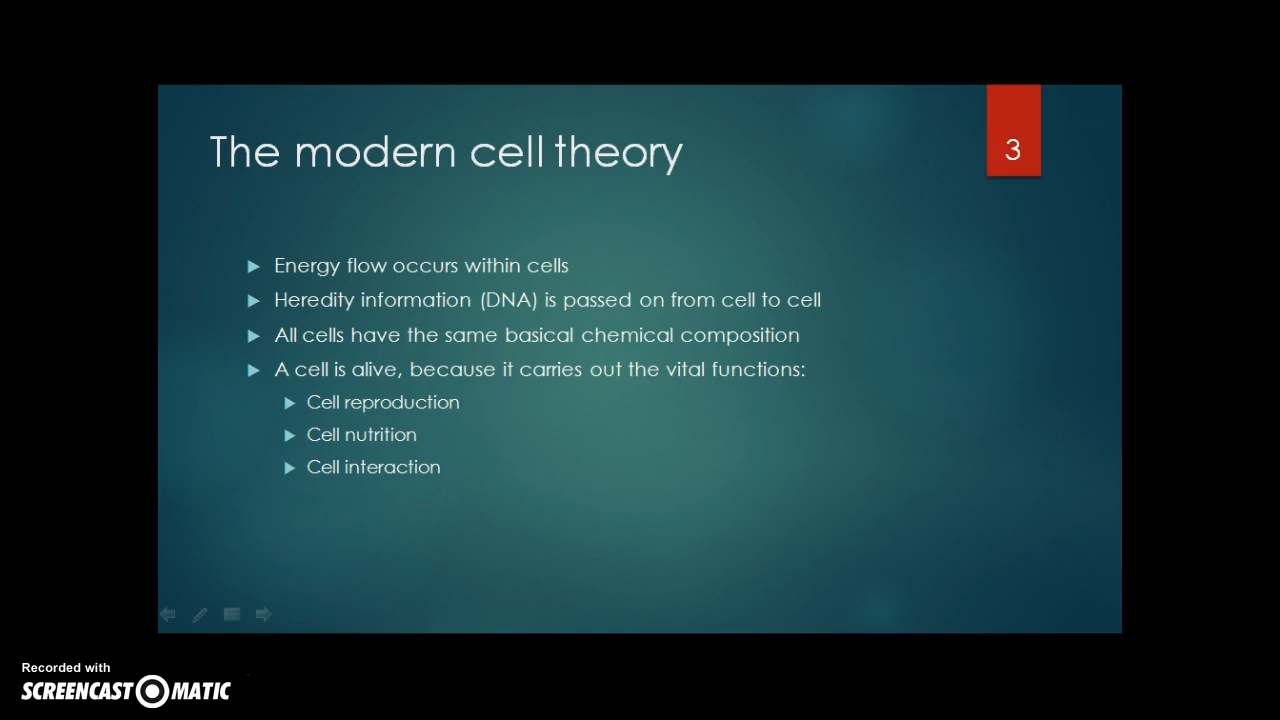 The modern cell theory
3
Energy flow occurs within cells
Heredity information (DNA) is passed on from cell to cell
All cells have the same basical chemical composition
A cell is alive, because it carries out the vital functions:
Cell reproduction
Cell nutrition
Cell interaction
Recorded with
SCREENCAST MATIC